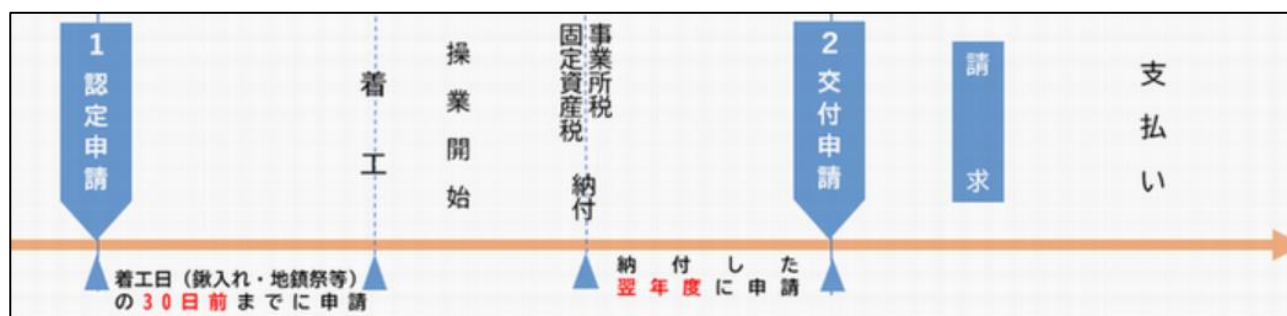 1認定申請
着工
操業開始
事業所税
固定資産税
納付
2交付申請
請求
支払い
着工日（鍬入れ・地鎮祭等）
の30日前までに申請
納付した
翌年度に申請